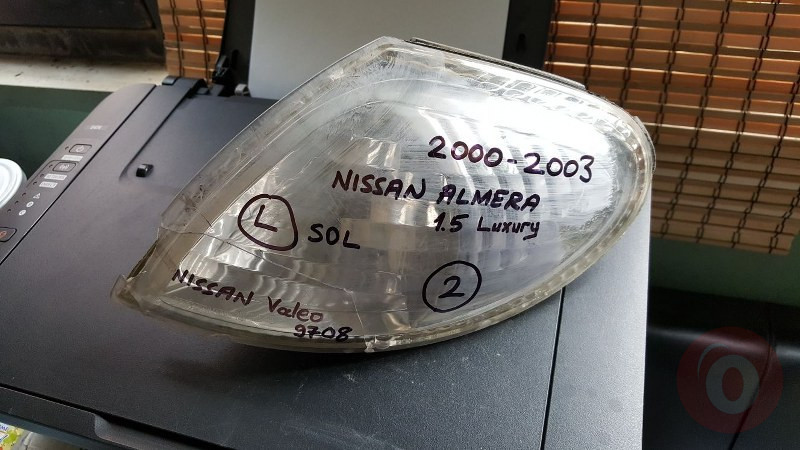 2000-2003
NISSAN ALMERA
1.5 Luxury
L SOL
2
NISSAN Valeo
9708